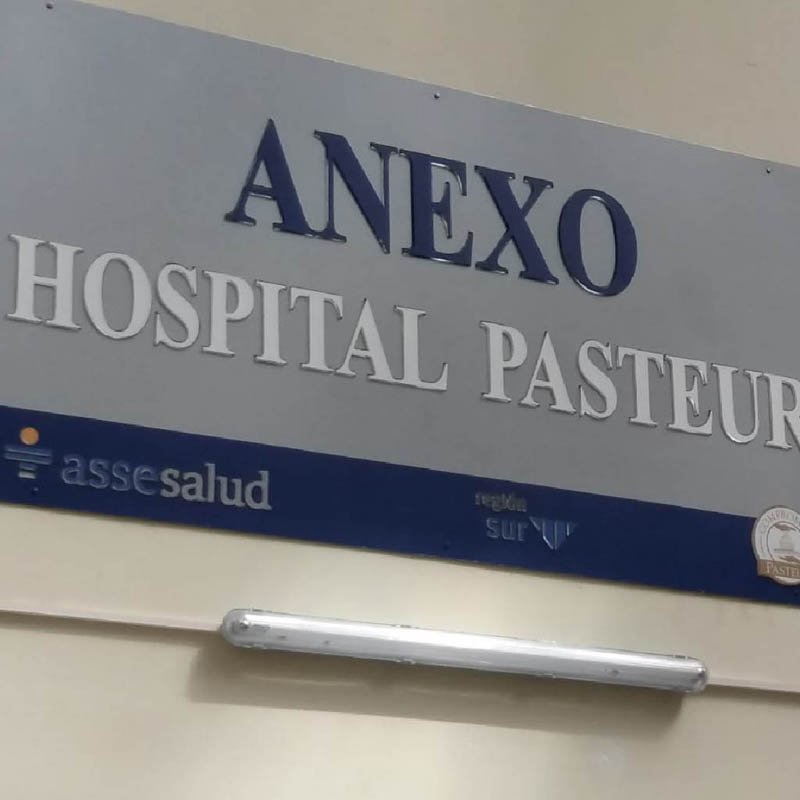 ANEXO
HOSPITAL PASTEUR
assesalud
región
sur